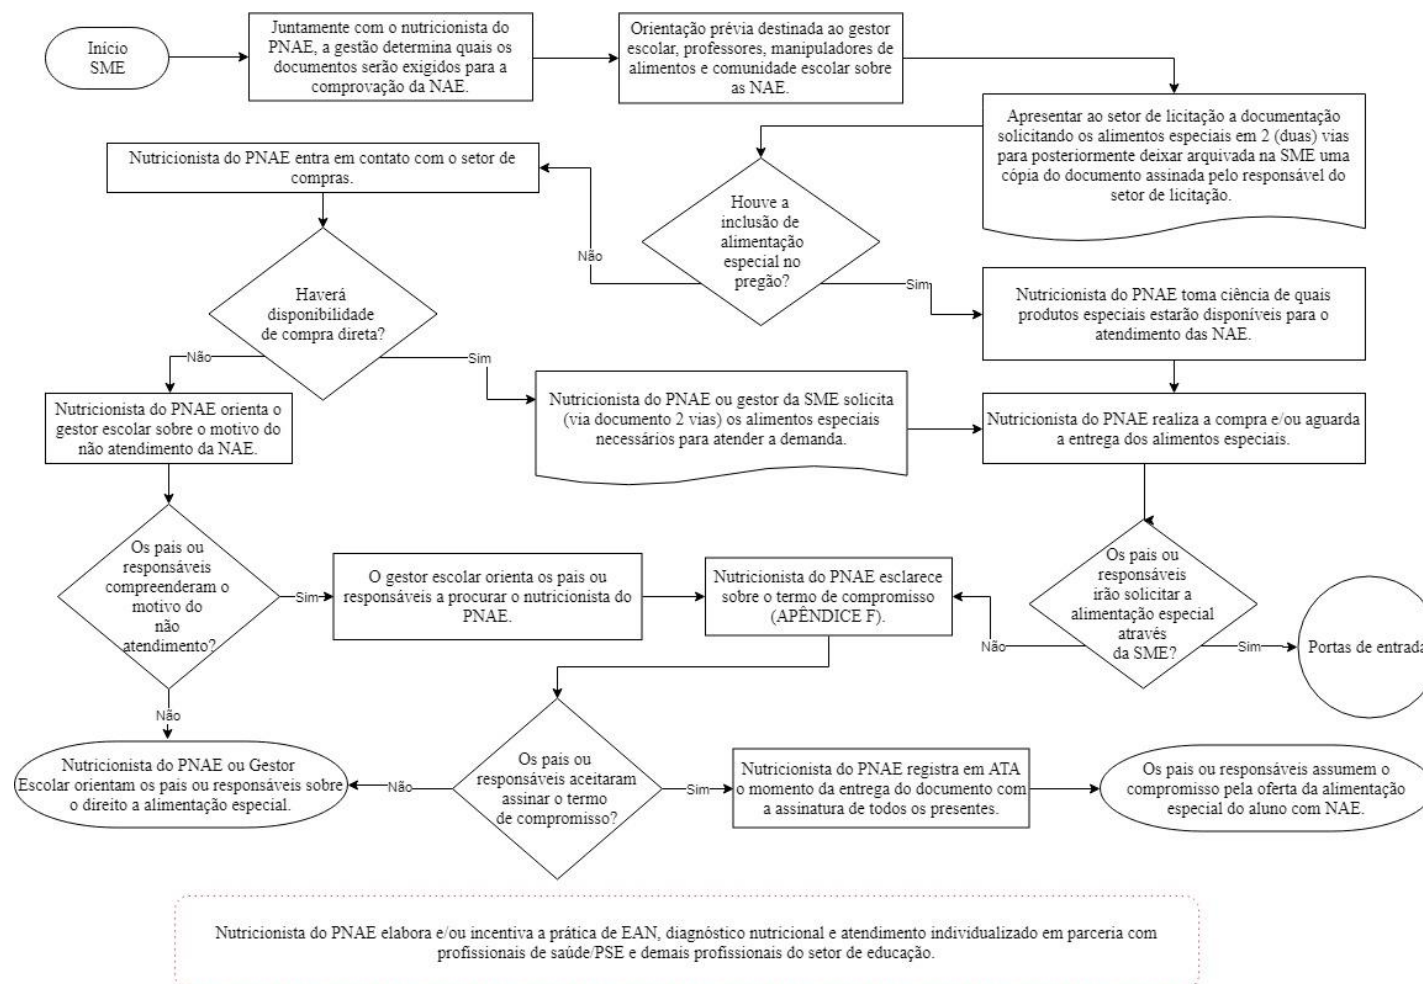 Início
SME
Juntamente com o nutricionista do
PNAE, a gestão determina quais os
documentos serão exigidos para a
comprovação da NAE.
Orientação prévia destinada ao gestor
escolar, professores, manipuladores de
alimentos e comunidade escolar sobre
as NAE.
Apresentar ao setor de licitação a documentação
solicitando os alimentos especiais em 2 (duas) vias
para posteriormente deixar arquivada na SME uma
cópia do documento assinada pelo responsável do
setor de licitação.
Houve a
inclusão de
alimentação
especial no
pregão?
Não
Sim
Nutricionista do PNAE entra em contato com o setor de
compras.
Nutricionista do PNAE toma ciência de quais
produtos especiais estarão disponíveis para o
atendimento das NAE.
Haverá
disponibilidade
de compra direta?
Não
Sim
Nutricionista do PNAE orienta o
gestor escolar sobre o motivo do
não atendimento da NAE.
Nutricionista do PNAE ou gestor da SME solicita
(via documento 2 vias) os alimentos especiais
necessários para atender a demanda.
Nutricionista do PNAE realiza a compra e/ou aguarda
a entrega dos alimentos especiais.
Os pais ou
responsáveis
compreenderam o
motivo do
não
atendimento?
Sim
Não
O gestor escolar orienta os pais ou
responsáveis a procurar o nutricionista do
PNAE.
Nutricionista do PNAE esclarece
sobre o termo de compromisso
(APÊNDICE F).
Os pais ou
responsáveis
irão solicitar a
alimentação especial
através
da SME?
Não
Sim
Portas de entrada
Nutricionista do PNAE ou Gestor
Escolar orientam os pais ou responsáveis sobre
o direito a alimentação especial.
Os pais ou
responsáveis aceitaram
assinar o termo
de compromisso?
Não
Sim
Nutricionista do PNAE registra em ATA
o momento da entrega do documento com
a assinatura de todos os presentes.
Os pais ou responsáveis assumem o
compromisso pela oferta da alimentação
especial do aluno com NAE.
Nutricionista do PNAE elabora e/ou incentiva a prática de EAN, diagnóstico nutricional e atendimento individualizado em parceria com
profissionais de saúde/PSE e demais profissionais do setor de educação.